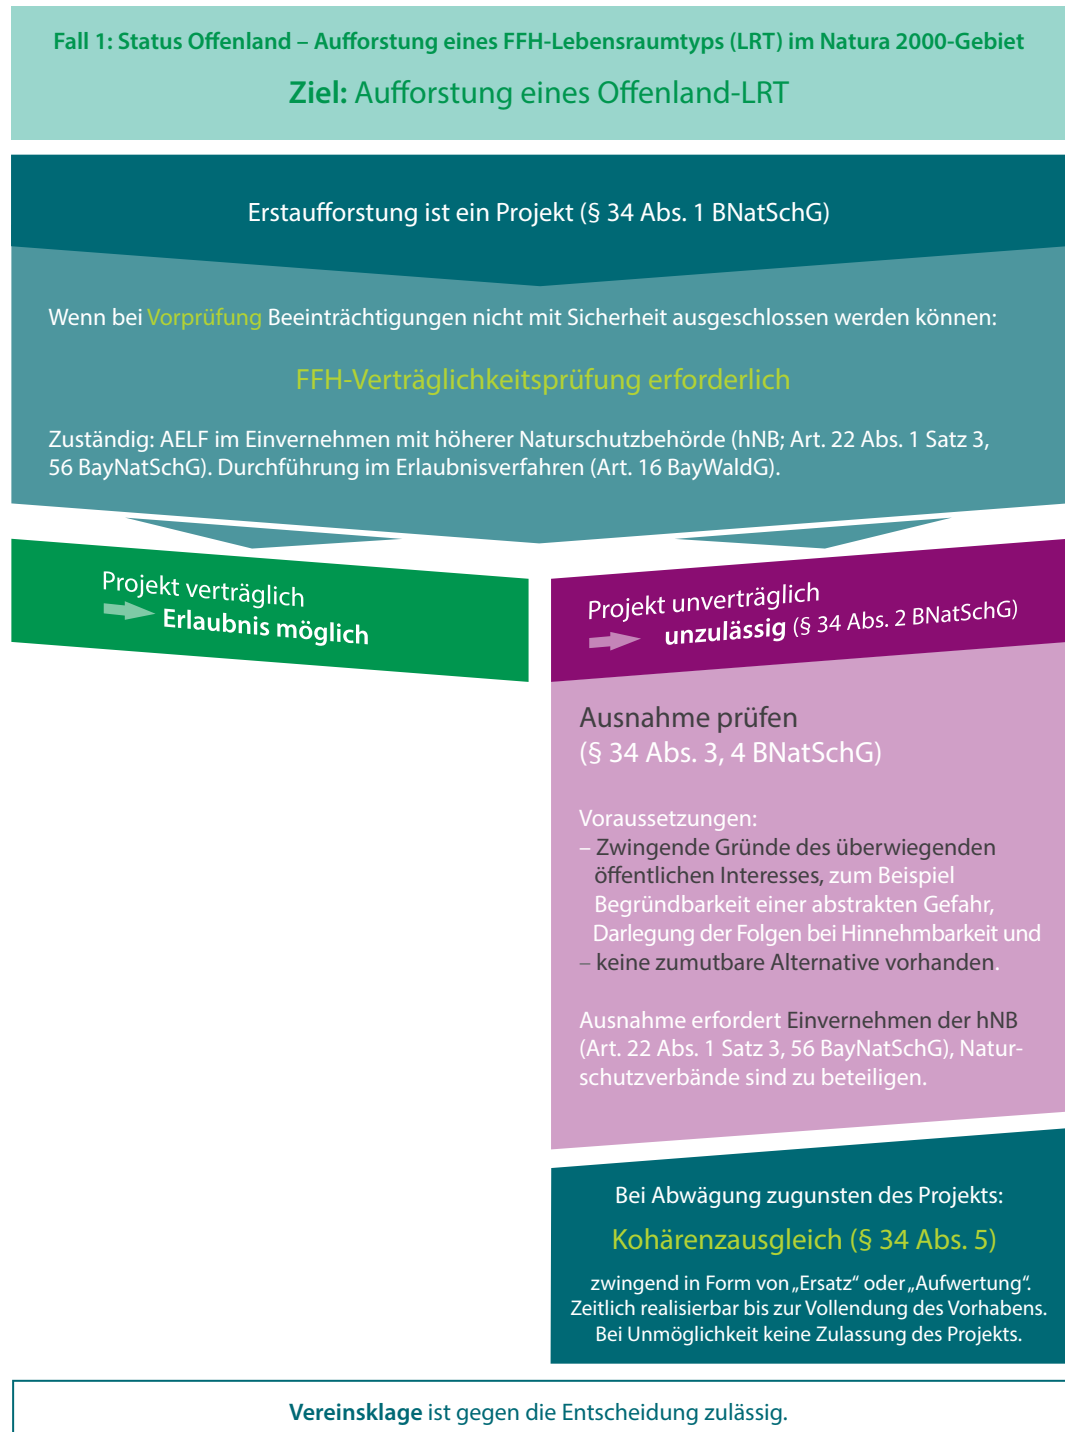 Fall 1: Status Offenland – Aufforstung eines FFH-Lebensraumtyps (LRT) im Natura 2000-Gebiet
Ziel: Aufforstung eines Offenland-LRT
Erstaufforstung ist ein Projekt (§ 34 Abs. 1 BNatSchG)
Wenn bei Vorprüfung Beeinträchtigungen nicht mit Sicherheit ausgeschlossen werden können:
FFH-Verträglichkeitsprüfung erforderlich
Zuständig: AELF im Einvernehmen mit höherer Naturschutzbehörde (hNB; Art. 22 Abs. 1 Satz 3,
56 BayNatSchG). Durchführung im Erlaubnisverfahren (Art. 16 BayWaldG).
Projekt verträglich
Erlaubnis möglich
Projekt unverträglich
unzulässig (§ 34 Abs. 2 BNatSchG)
Ausnahme prüfen
(§ 34 Abs. 3, 4 BNatSchG)
Voraussetzungen:
– Zwingende Gründe des überwiegenden
öffentlichen Interesses, zum Beispiel
Begründbarkeit einer abstrakten Gefahr,
Darlegung der Folgen bei Hinnehmbarkeit und
– keine zumutbare Alternative vorhanden.
Ausnahme erfordert Einvernehmen der hNB
(Art. 22 Abs. 1 Satz 3, 56 BayNatSchG), Natur-
schutzverbände sind zu beteiligen.
Bei Abwägung zugunsten des Projekts:
Kohärenzausgleich (§ 34 Abs. 5)
zwingend in Form von „Ersatz“ oder „Aufwertung“.
Zeitlich realisierbar bis zur Vollendung des Vorhabens.
Bei Unmöglichkeit keine Zulassung des Projekts.
Vereinsklage ist gegen die Entscheidung zulässig.